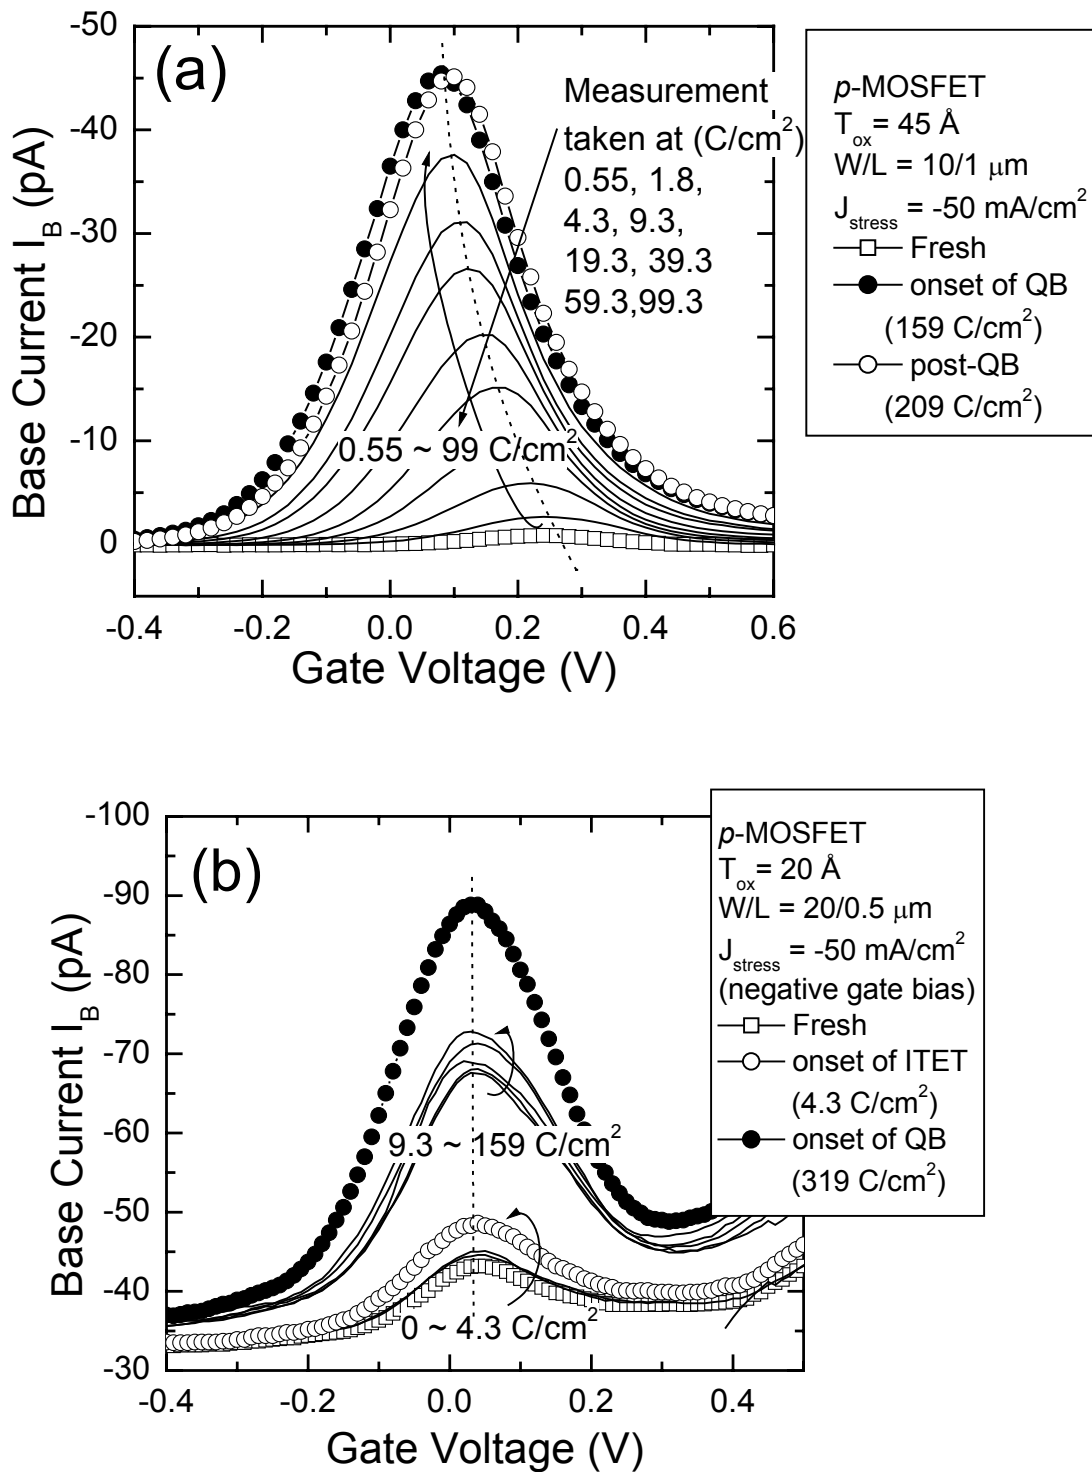 (a)
-50
-40
-30
-20
-10
0
Base Current I_B (pA)
Measurement
taken at (C/cm²)
0.55, 1.8,
4.3, 9.3,
19.3, 39.3
59.3,99.3
0.55 ~ 99 C/cm²
-0.4
-0.2
0.0
0.2
0.4
0.6
Gate Voltage (V)
p-MOSFET
T_ox= 45 Å
W/L = 10/1 μm
J_stress = -50 mA/cm²
Fresh
onset of QB
(159 C/cm²)
post-QB
(209 C/cm²)
(b)
-100
-90
-80
-70
-60
-50
-40
-30
Base Current I_B (pA)
9.3 ~ 159 C/cm²
0 ~ 4.3 C/cm²
-0.4
-0.2
0.0
0.2
0.4
Gate Voltage (V)
p-MOSFET
T_ox= 20 Å
W/L = 20/0.5 μm
J_stress = -50 mA/cm²
(negative gate bias)
Fresh
onset of ITET
(4.3 C/cm²)
onset of QB
(319 C/cm²)